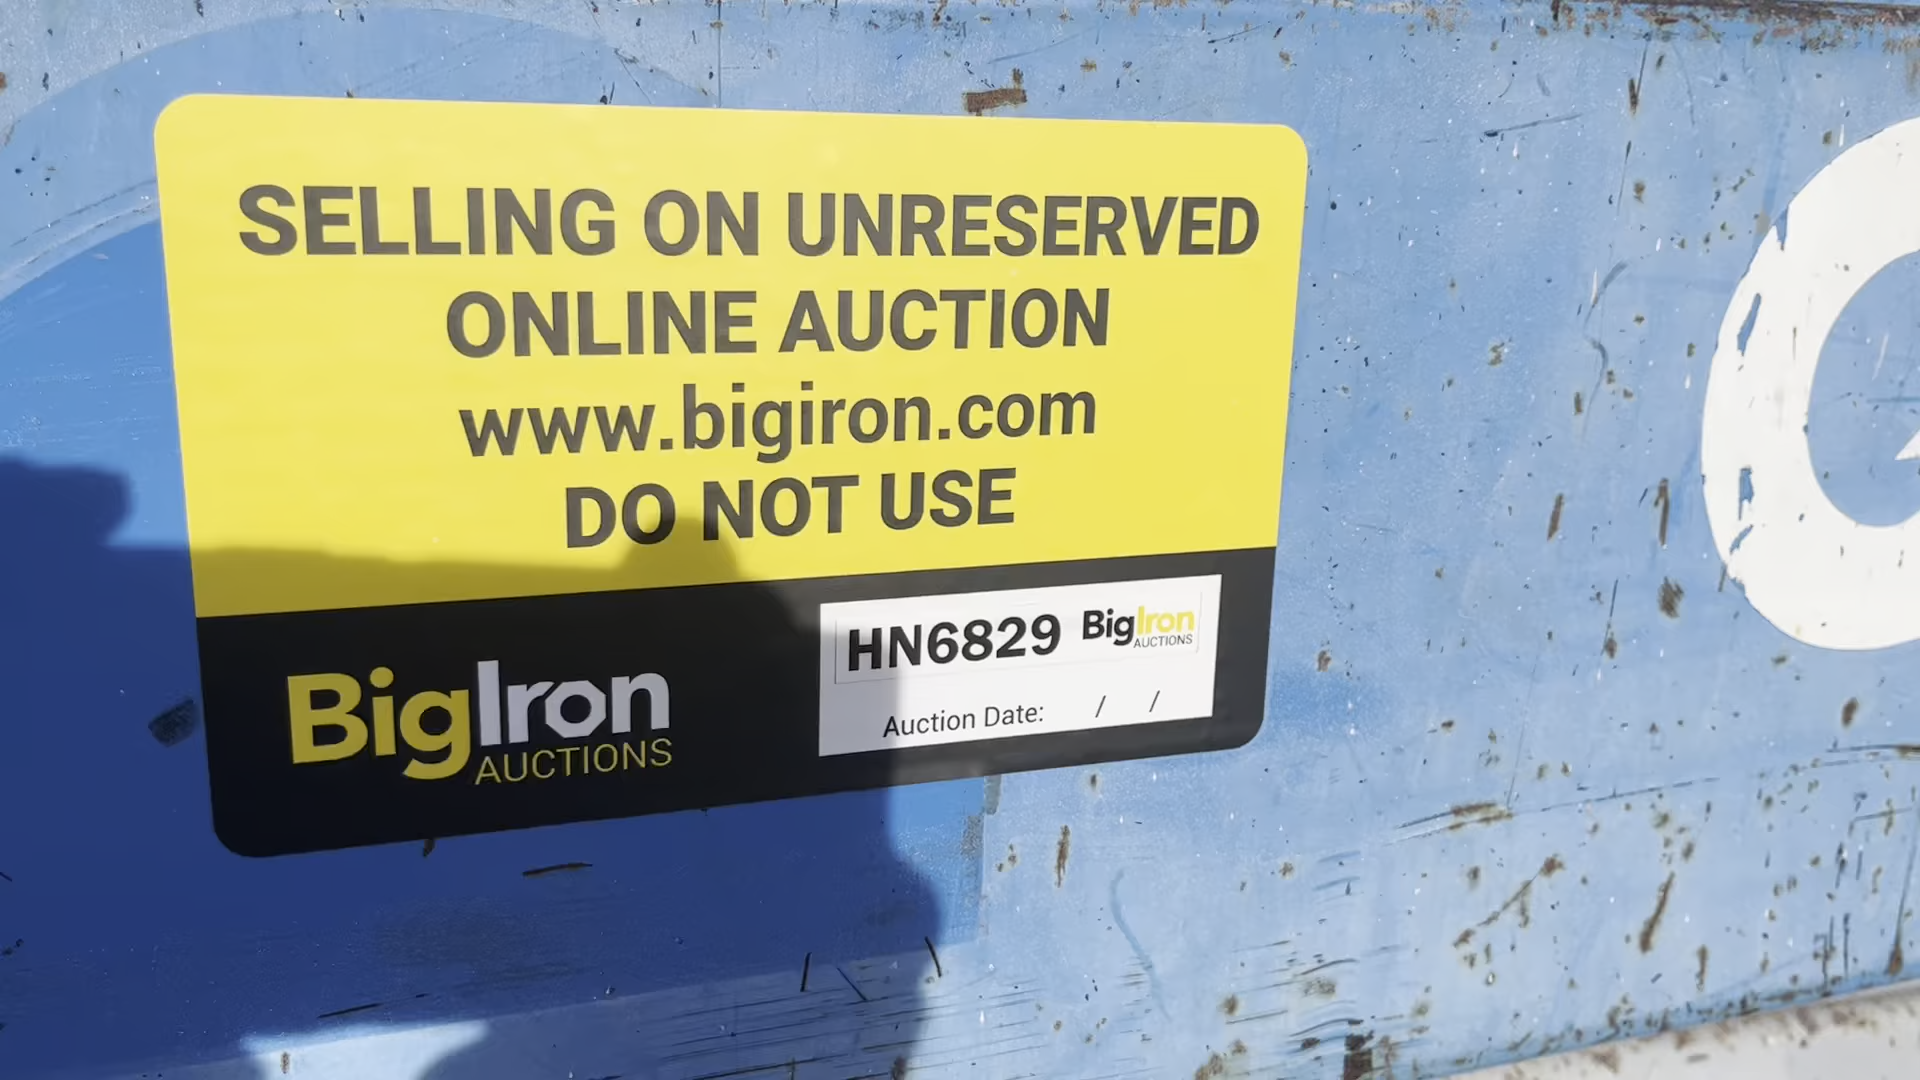 SELLING ON UNRESERVED
ONLINE AUCTION
www.bigiron.com
DO NOT USE
HN6829 BigIron AUCTIONS
Auction Date: / /
BigIron
AUCTIONS